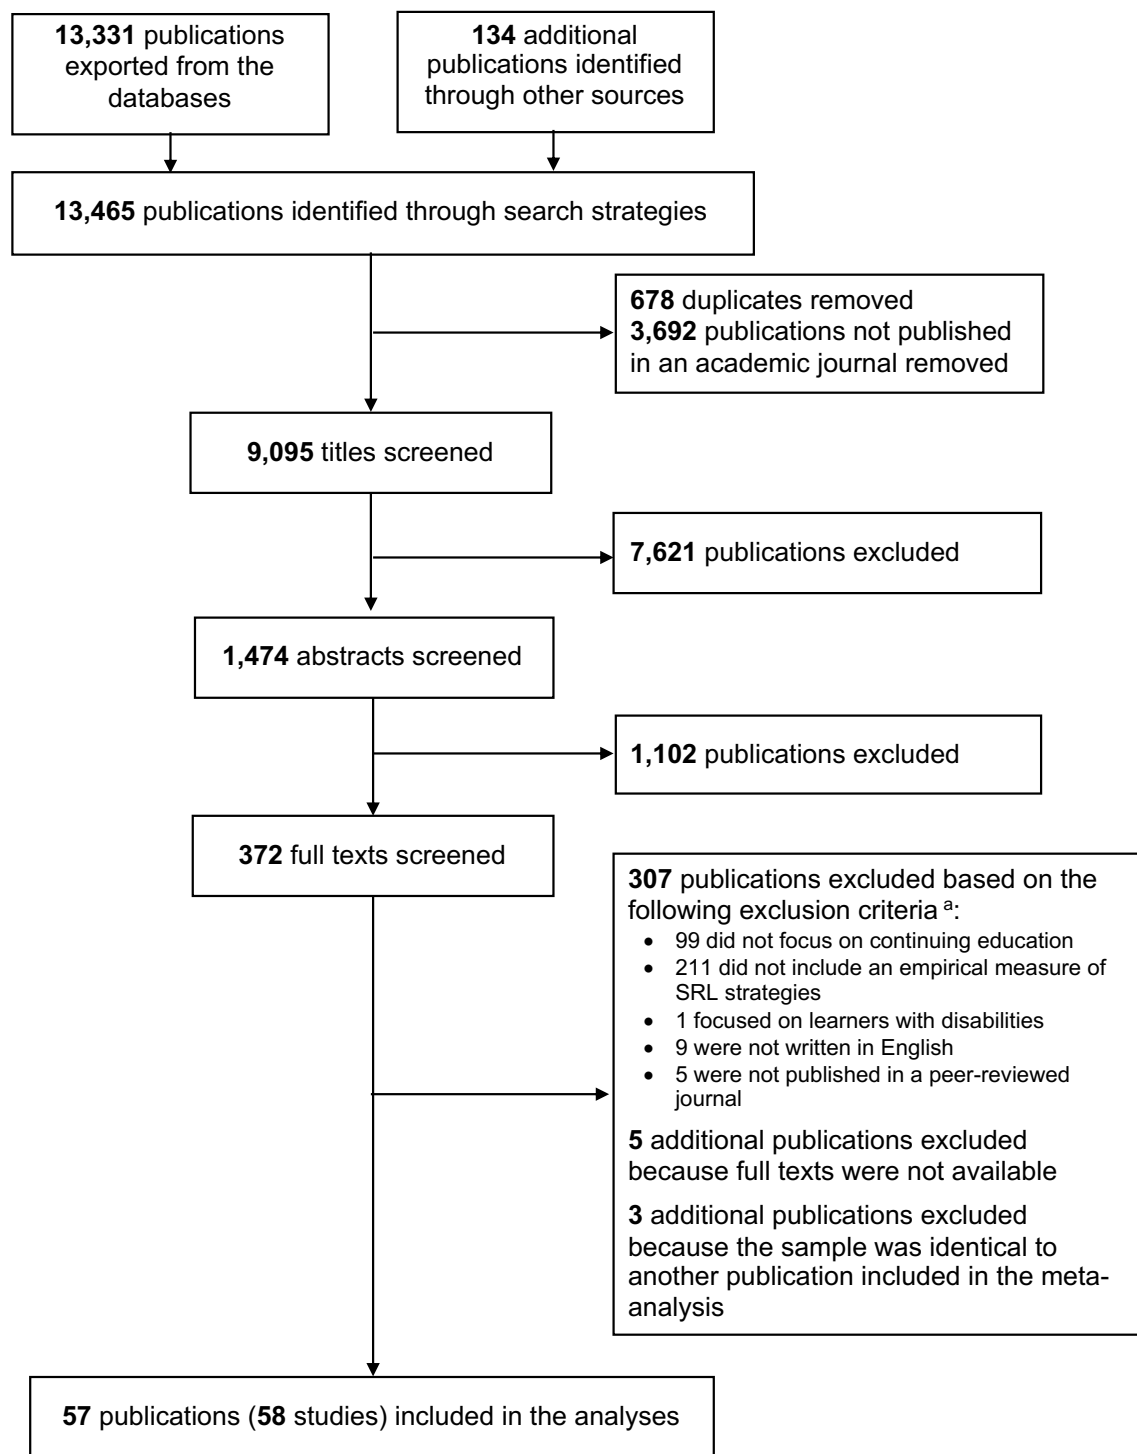 13,331 publications
exported from the
databases
134 additional
publications identified
through other sources
13,465 publications identified through search strategies
678 duplicates removed
3,692 publications not published
in an academic journal removed
9,095 titles screened
7,621 publications excluded
1,474 abstracts screened
1,102 publications excluded
372 full texts screened
307 publications excluded based on the
following exclusion criteria a:
• 99 did not focus on continuing education
• 211 did not include an empirical measure of
SRL strategies
• 1 focused on learners with disabilities
• 9 were not written in English
• 5 were not published in a peer-reviewed
journal
5 additional publications excluded
because full texts were not available
3 additional publications excluded
because the sample was identical to
another publication included in the meta-
analysis
57 publications (58 studies) included in the analyses